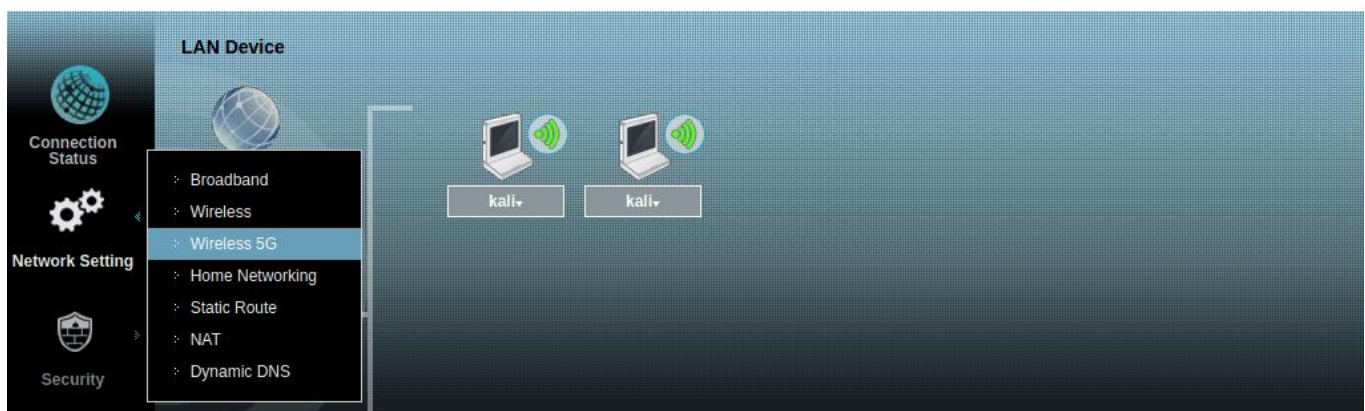 LAN Device
Connection
Status
Network Setting
Security
Broadband
Wireless
Wireless 5G
Home Networking
Static Route
NAT
Dynamic DNS
kali
kali